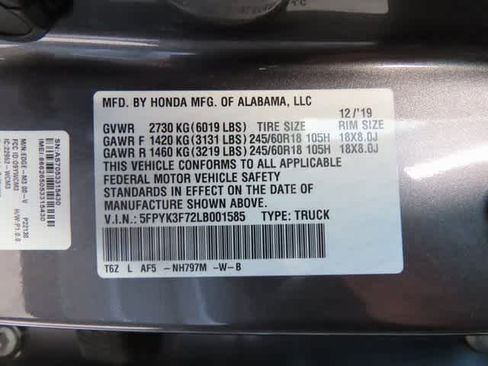 MFD. BY HONDA MFG. OF ALABAMA, LLC
12/'19
GVWR 2730 KG (6019 LBS) TIRE SIZE RIM SIZE
GAWR F 1420 KG (3131 LBS) 245/60R18 105H 18X8.0J
GAWR R 1460 KG (3219 LBS) 245/60R18 105H 18X8.0J
THIS VEHICLE CONFORMS TO ALL APPLICABLE
FEDERAL MOTOR VEHICLE SAFETY
STANDARDS IN EFFECT ON THE DATE OF
MANUFACTURE SHOWN ABOVE.
V.I.N.: 5FPYK3F72LB001585 TYPE: TRUCK
T6Z L AF5 -NH797M -W-B